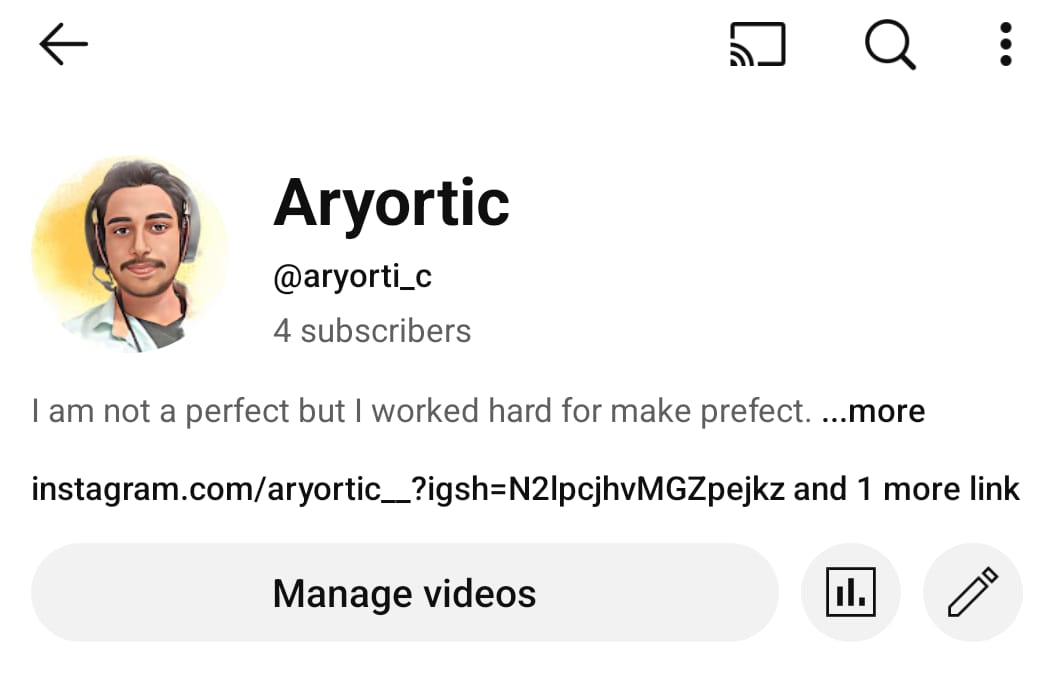 Aryortic
@aryorti_c
4 subscribers
I am not a perfect but I worked hard for make prefect. ...more
instagram.com/aryortic__?igsh=N2lpcjhvMGZpejkz and 1 more link
Manage videos